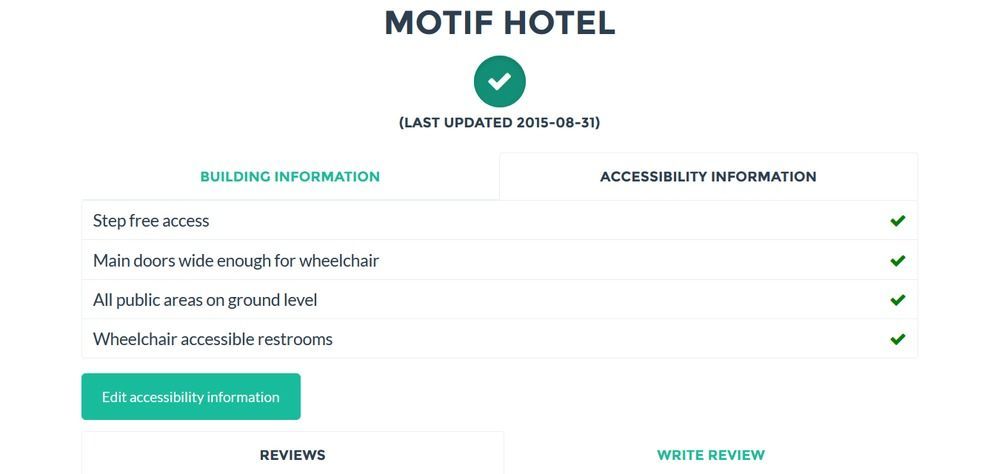 MOTIF HOTEL
(LAST UPDATED 2015-08-31)
BUILDING INFORMATION
ACCESSIBILITY INFORMATION
Step free access
Main doors wide enough for wheelchair
All public areas on ground level
Wheelchair accessible restrooms
Edit accessibility information
REVIEWS
WRITE REVIEW